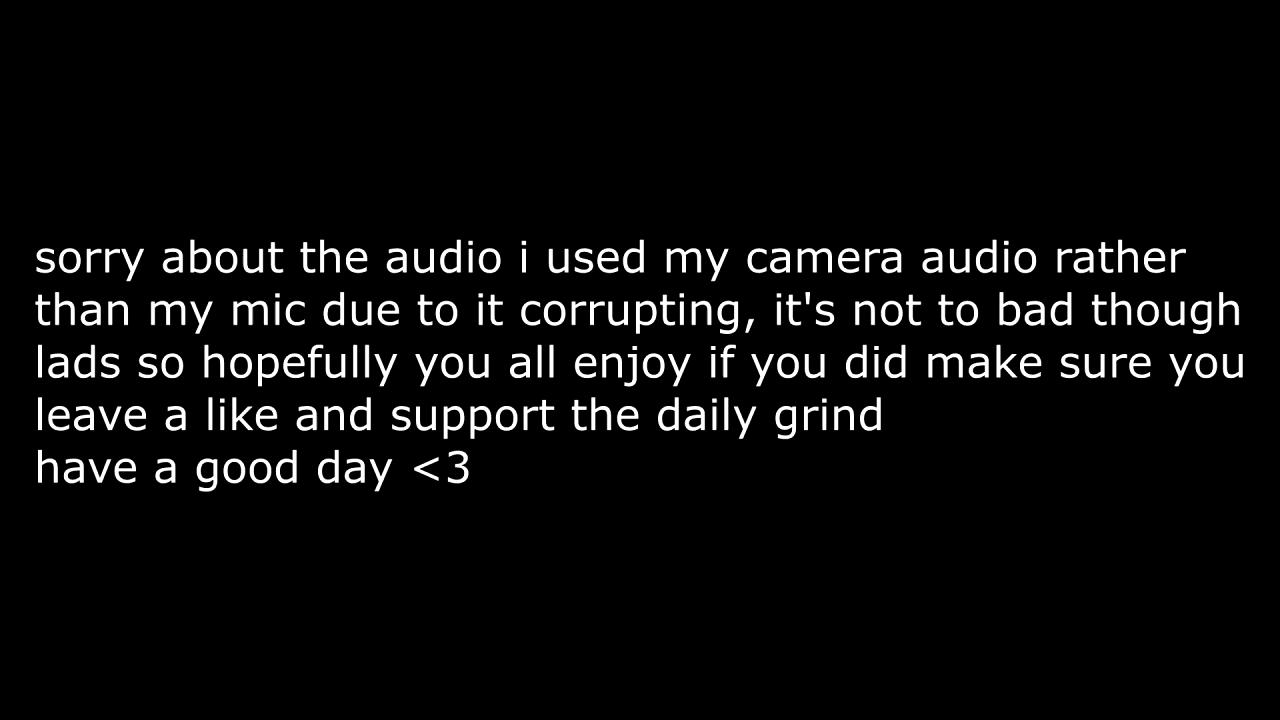 sorry about the audio i used my camera audio rather
than my mic due to it corrupting, it's not to bad though
lads so hopefully you all enjoy if you did make sure you
leave a like and support the daily grind
have a good day <3